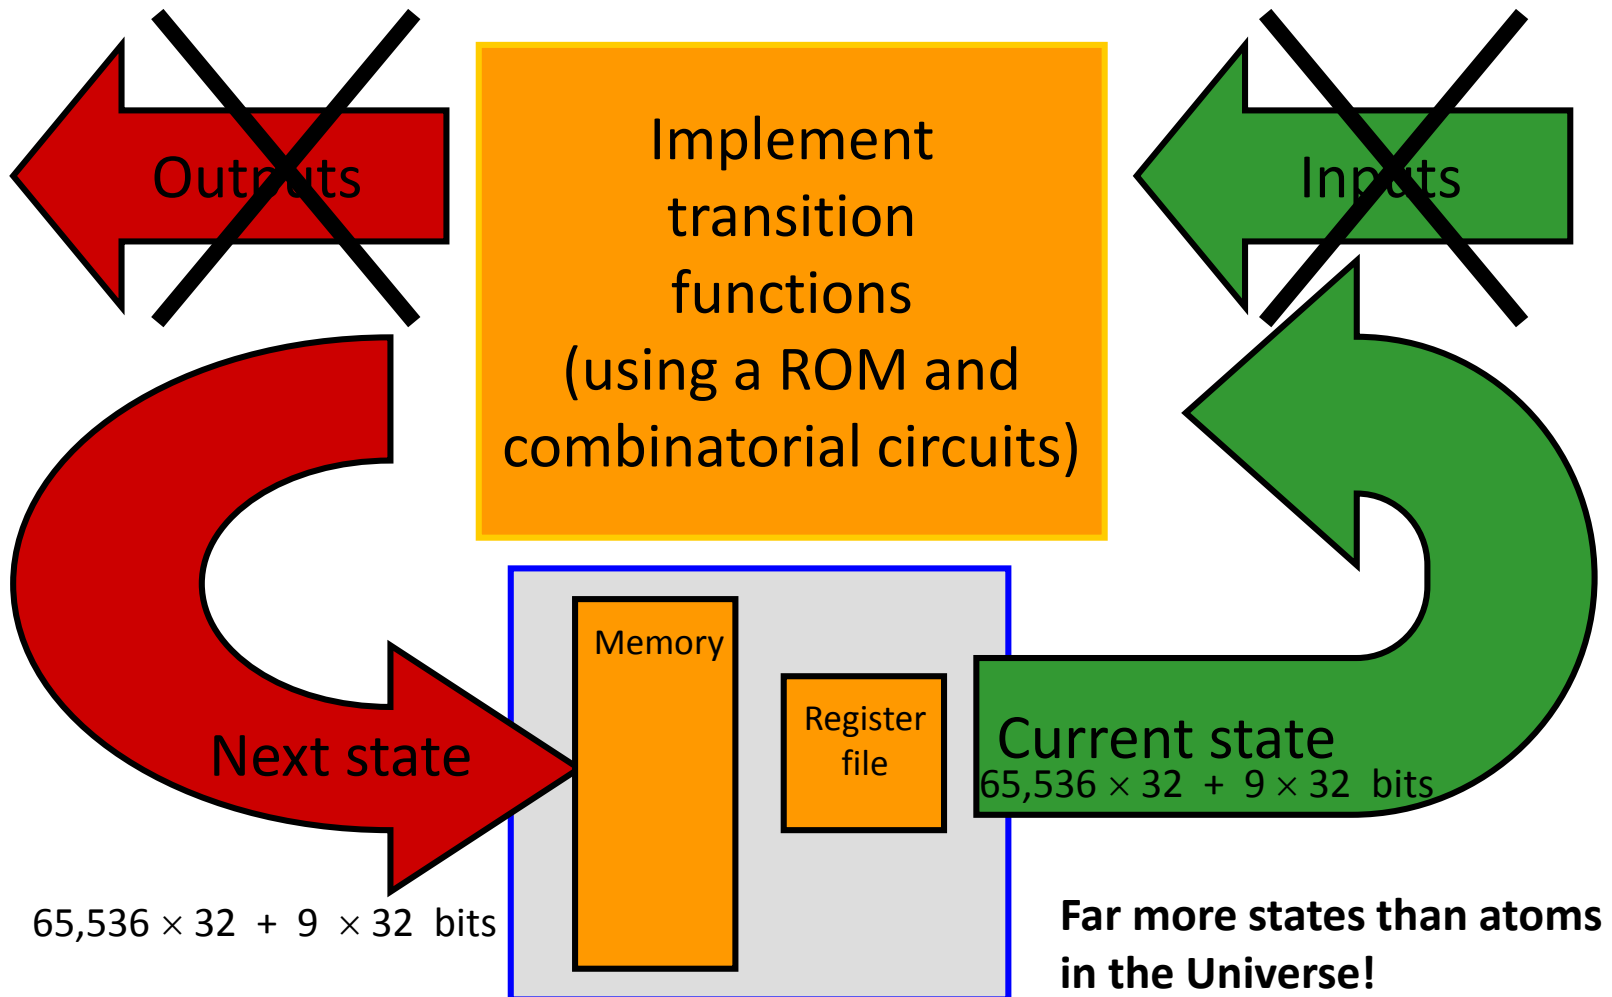 Outputs
Implement
transition
functions
(using a ROM and
combinatorial circuits)
Inputs
Memory
Register
file
Next state
Current state
65,536 × 32 + 9 × 32 bits
65,536 × 32 + 9 × 32 bits
Far more states than atoms
in the Universe!